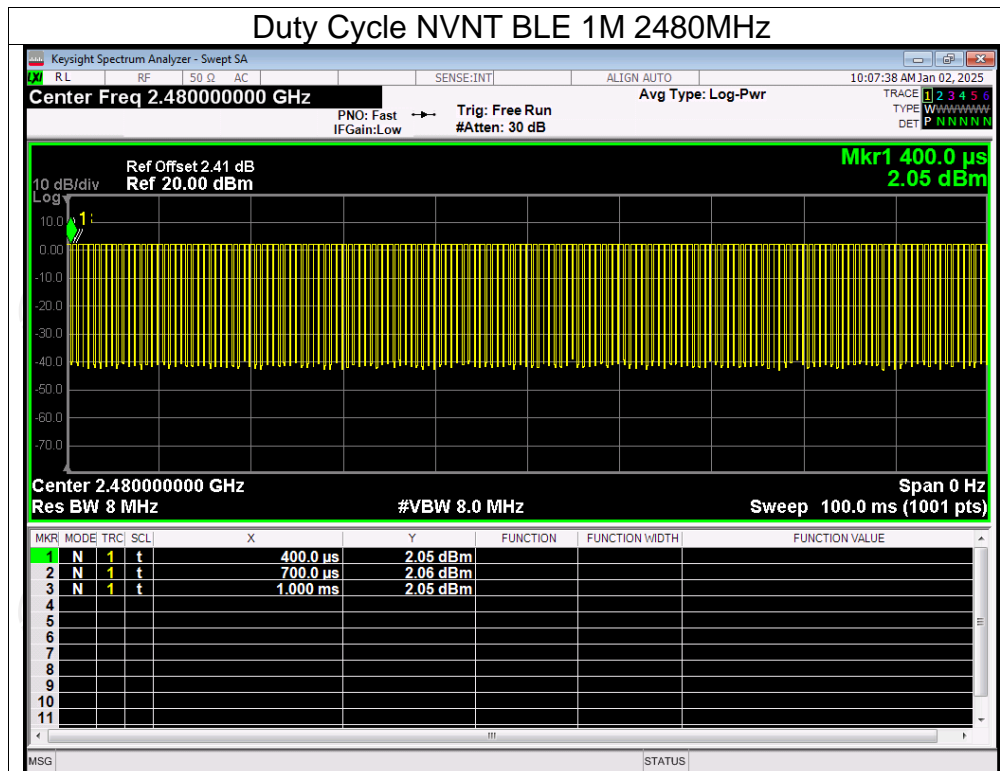 Duty Cycle NVNT BLE 1M 2480MHz
Keysight Spectrum Analyzer - Swept SA
LXI RL RF 50 Ω AC SENSE:INT ALIGN AUTO 10:07:38 AM Jan 02, 2025
Center Freq 2.480000000 GHz Avg Type: Log-Pwr TRACE 1 2 3 4 5 6
PNO: Fast Trig: Free Run TYPE WWWWWW
IFGain:Low #Atten: 30 dB DET P N N N N N
Mkr1 400.0 µs
Ref Offset 2.41 dB
10 dB/div Ref 20.00 dBm 2.05 dBm
Log
1
10.0
0.00
-10.0
-20.0
-30.0
-40.0
-50.0
-60.0
-70.0
Center 2.480000000 GHz Span 0 Hz
Res BW 8 MHz #VBW 8.0 MHz Sweep 100.0 ms (1001 pts)
MKR MODE TRC SCL X Y FUNCTION FUNCTION WIDTH FUNCTION VALUE
1 N 1 t 400.0 µs 2.05 dBm
2 N 1 t 700.0 µs 2.06 dBm
3 N 1 t 1.000 ms 2.05 dBm
4
5
6
7
8
9
10
11
MSG STATUS